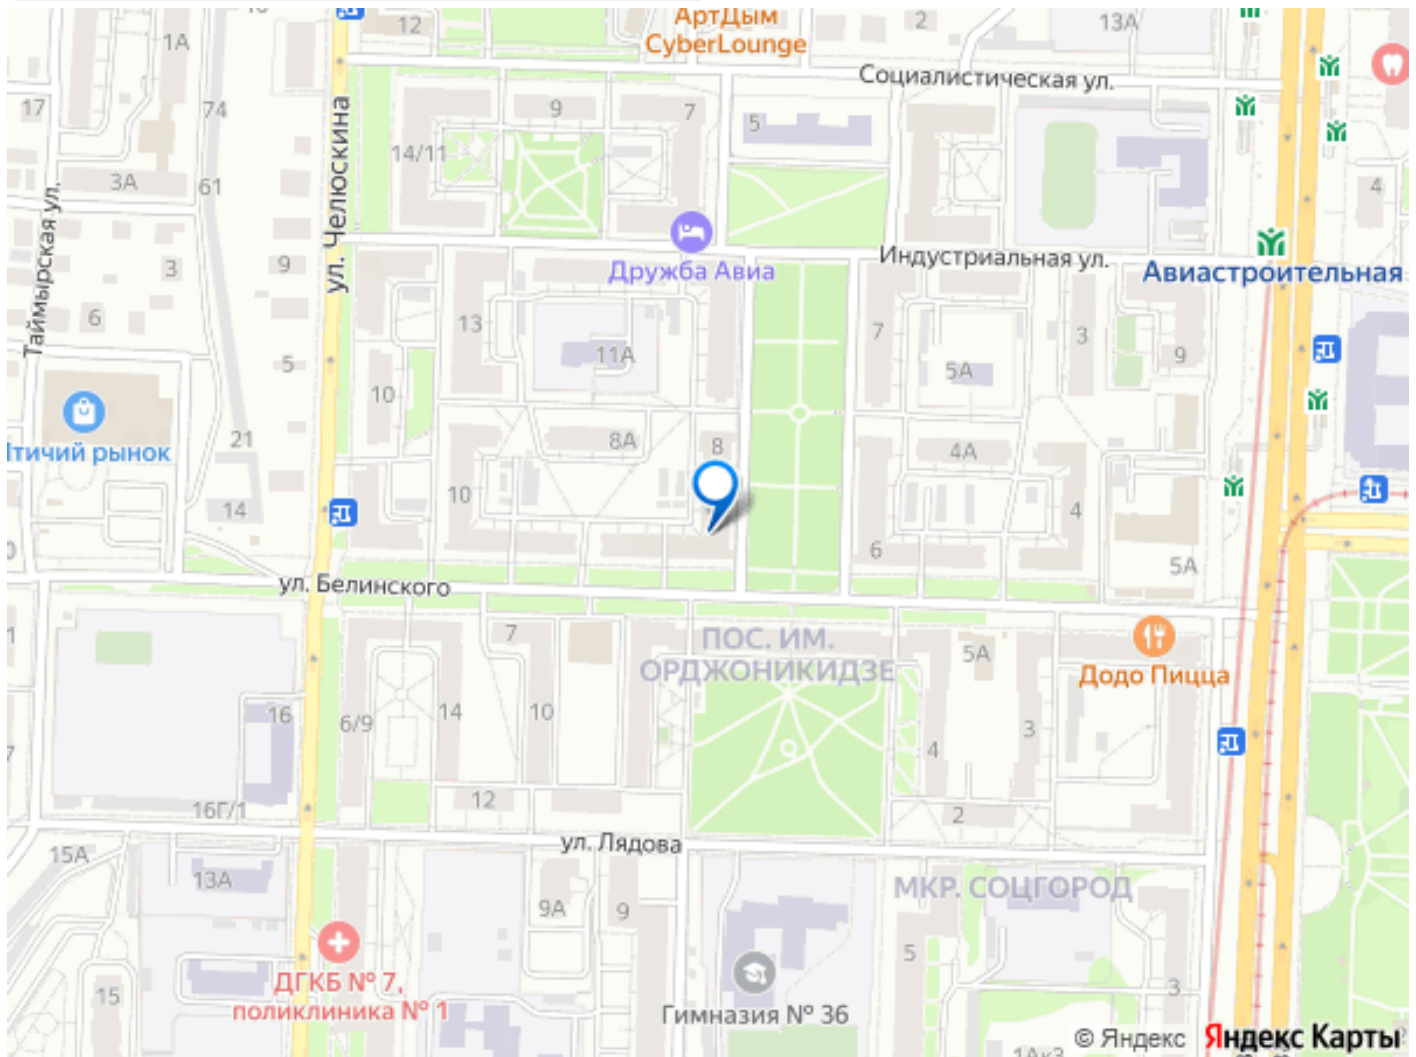 АртДым
CyberLounge
12
2
13А
1А
Социалистическая ул.
17
74
9
7
5
14/11
ул. Челюскина
3А
61
4
Таймырская ул.
Индустриальная ул.
3
9
Дружба Авиа
Авиастроительная
6
13
7
3
11А
9
5
5А
10
8А
8
4А
21
тичий рынок
10
14
4
6
5А
ул. Белинского
1
7
ПОС. ИМ.
ОРДЖОНИКИДЗЕ
5А
Додо Пицца
16
6/9
14
10
3
4
7
12
16Г/1
2
ул. Лядова
15А
13А
МКР. СОЦГОРОД
9А
9
5
ДГКБ № 7,
поликлиника № 1
15
3
Гимназия № 36
© Яндекс
Яндекс Карты